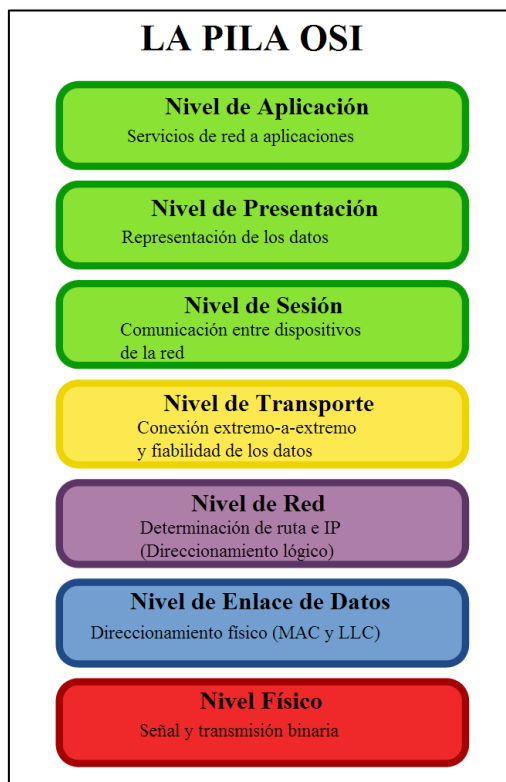 LA PILA OSI
Nivel de Aplicación
Servicios de red a aplicaciones
Nivel de Presentación
Representación de los datos
Nivel de Sesión
Comunicación entre dispositivos
de la red
Nivel de Transporte
Conexión extremo-a-extremo
y fiabilidad de los datos
Nivel de Red
Determinación de ruta e IP
(Direccionamiento lógico)
Nivel de Enlace de Datos
Direccionamiento físico (MAC y LLC)
Nivel Físico
Señal y transmisión binaria